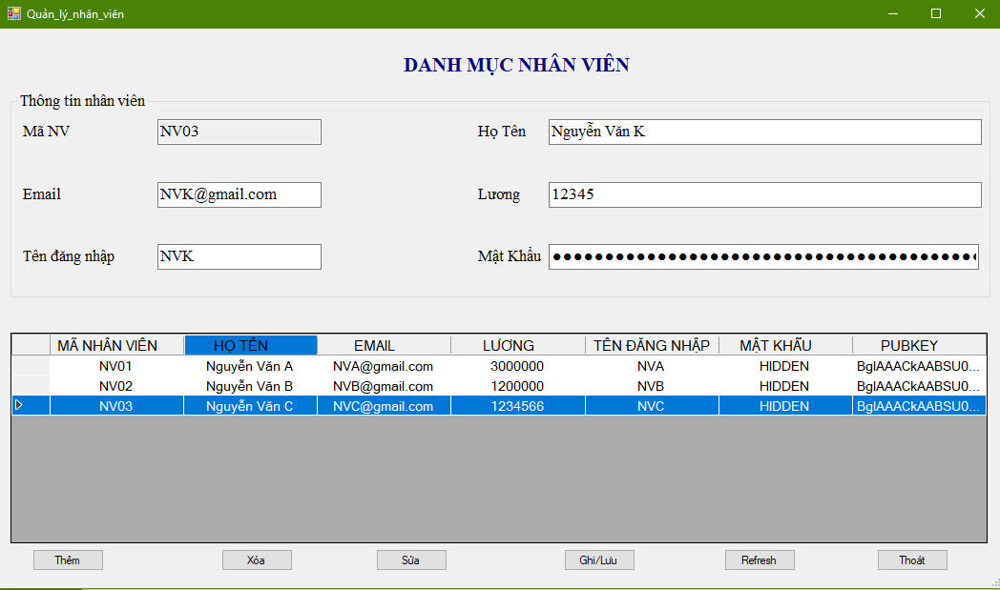 Quản_lý_nhân_viên
DANH MỤC NHÂN VIÊN
Thông tin nhân viên
Mã NV NV03 Họ Tên Nguyễn Văn K
Email NVK@gmail.com Lương 12345
Tên đăng nhập NVK Mật Khẩu
MÃ NHÂN VIÊN HỌ TÊN EMAIL LƯƠNG TÊN ĐĂNG NHẬP MẬT KHẨU PUBKEY
NV01 Nguyễn Văn A NVA@gmail.com 3000000 NVA HIDDEN BgIAAACkAABSU0...
NV02 Nguyễn Văn B NVB@gmail.com 1200000 NVB HIDDEN BgIAAACkAABSU0...
NV03 Nguyễn Văn C NVC@gmail.com 1234566 NVC HIDDEN BgIAAACkAABSU0...
Thêm Xóa Sửa Ghi/Lưu Refresh Thoát